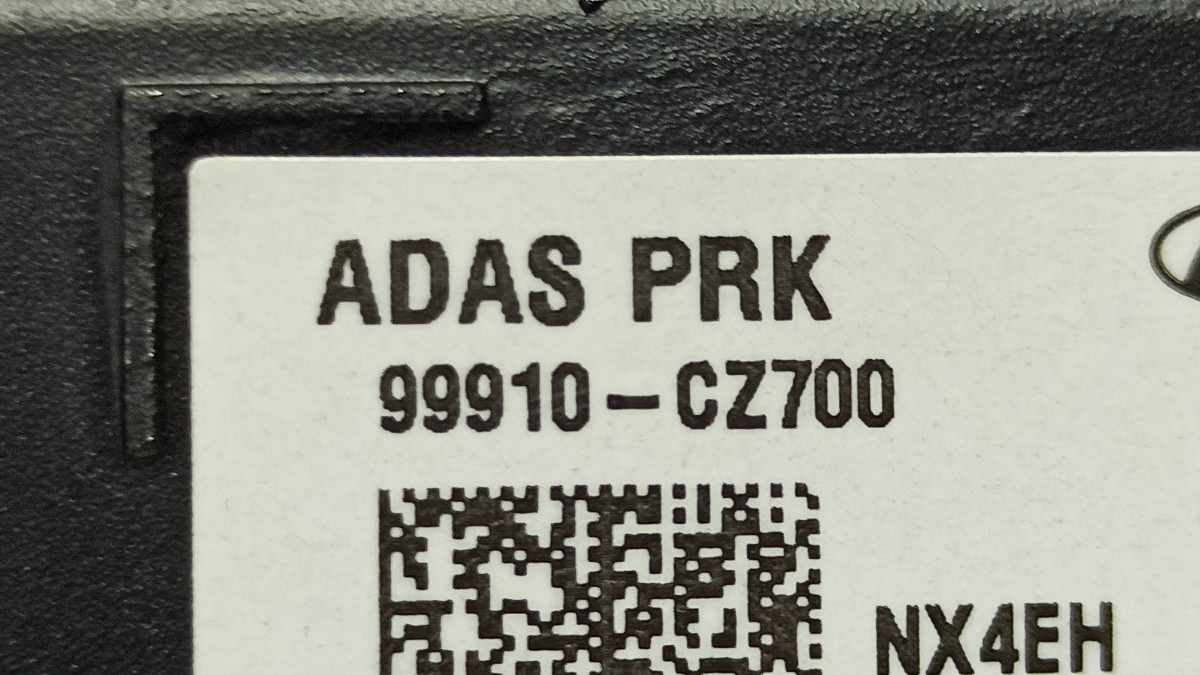 ADAS PRK
99910-CZ700
NX4EH